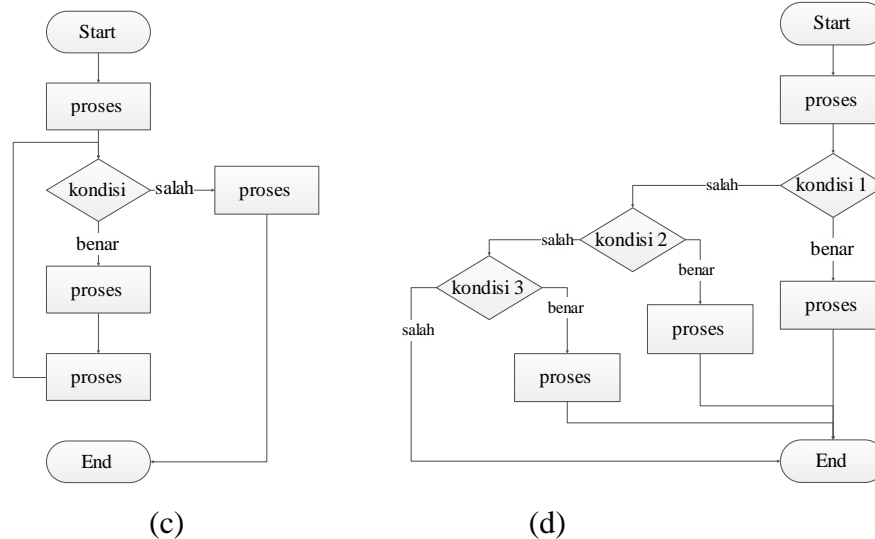 Start
proses
kondisi
salah
proses
benar
proses
proses
End
(c)
Start
proses
kondisi 1
salah
benar
kondisi 2
salah
benar
kondisi 3
salah
benar
proses
proses
proses
End
(d)